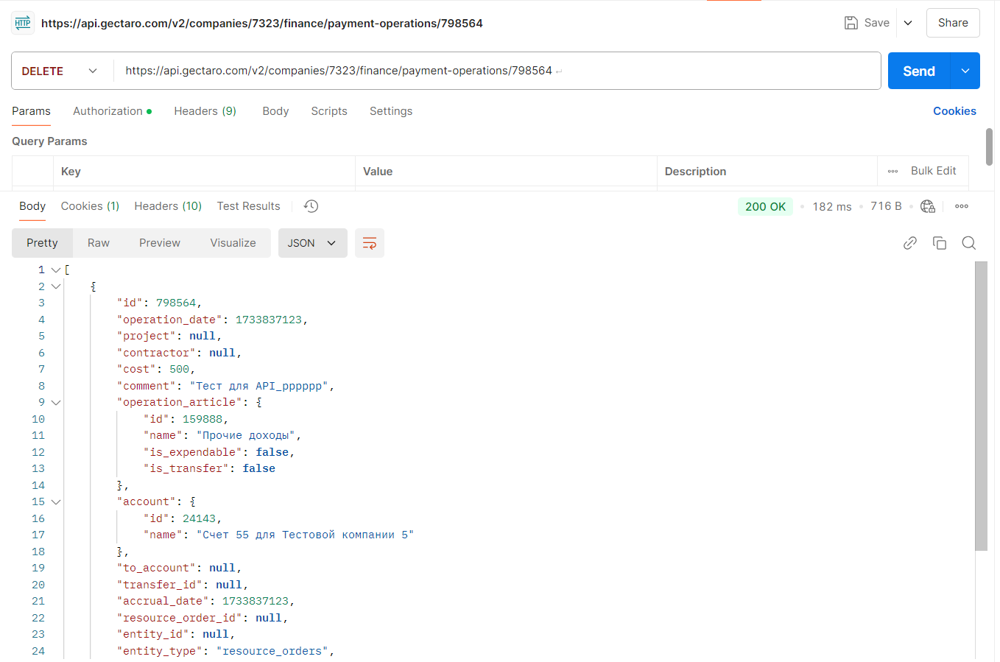 HTTP https://api.gectaro.com/v2/companies/7323/finance/payment-operations/798564 Save Share
DELETE https://api.gectaro.com/v2/companies/7323/finance/payment-operations/798564 Send
Params Authorization Headers (9) Body Scripts Settings Cookies
Query Params
Key Value Description Bulk Edit
Body Cookies (1) Headers (10) Test Results 200 OK 182 ms 716 B
Pretty Raw Preview Visualize JSON
1 [
2 {
3 "id": 798564,
4 "operation_date": 1733837123,
5 "project": null,
6 "contractor": null,
7 "cost": 500,
8 "comment": "Тест для API_pppppp",
9 "operation_article": {
10 "id": 159888,
11 "name": "Прочие доходы",
12 "is_expendable": false,
13 "is_transfer": false
14 },
15 "account": {
16 "id": 24143,
17 "name": "Счет 55 для Тестовой компании 5"
18 },
19 "to_account": null,
20 "transfer_id": null,
21 "accrual_date": 1733837123,
22 "resource_order_id": null,
23 "entity_id": null,
24 "entity_type": "resource_orders",